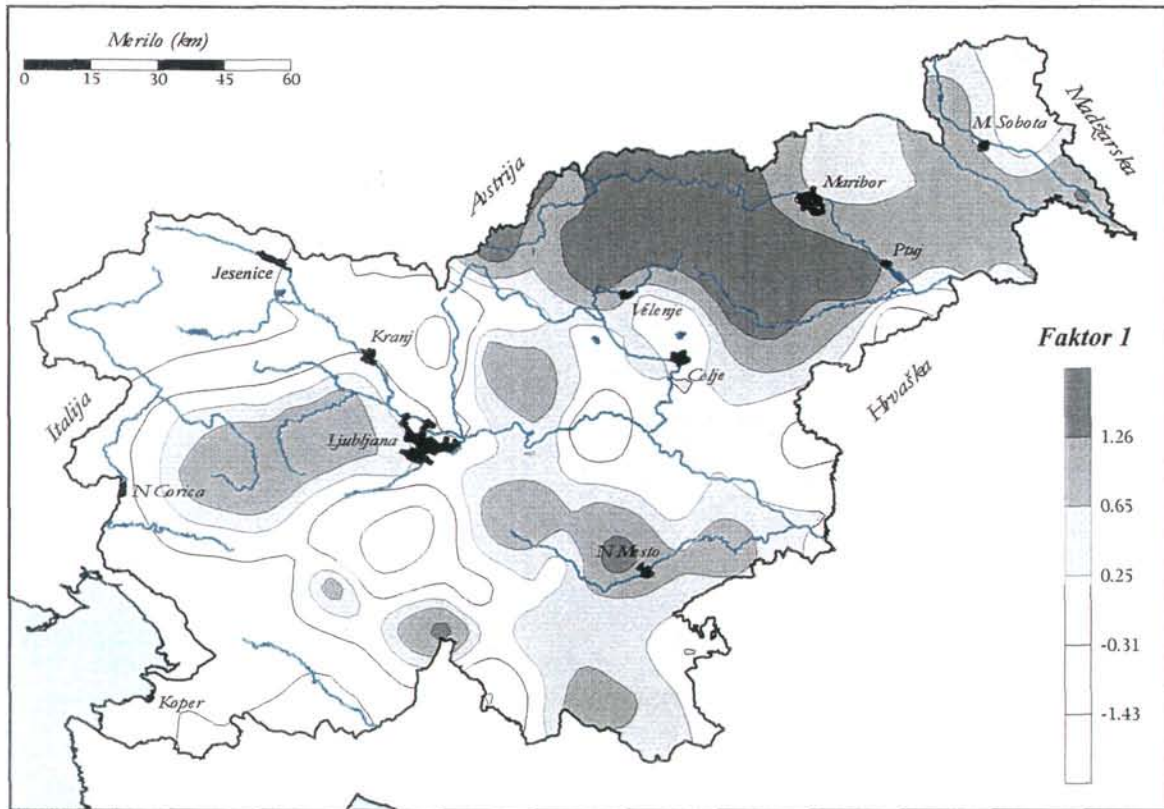 Merilo (km)
0 15 30 45 60
M. Sobota
Madžarska
Avstrija
Maribor
Ptuj
Jesenice
Velenje
Kranj
Celje
Faktor 1
Hrvaška
Italija
Ljubljana
1.26
N Gorica
0.65
N Mesto
0.25
-0.31
Koper
-1.43